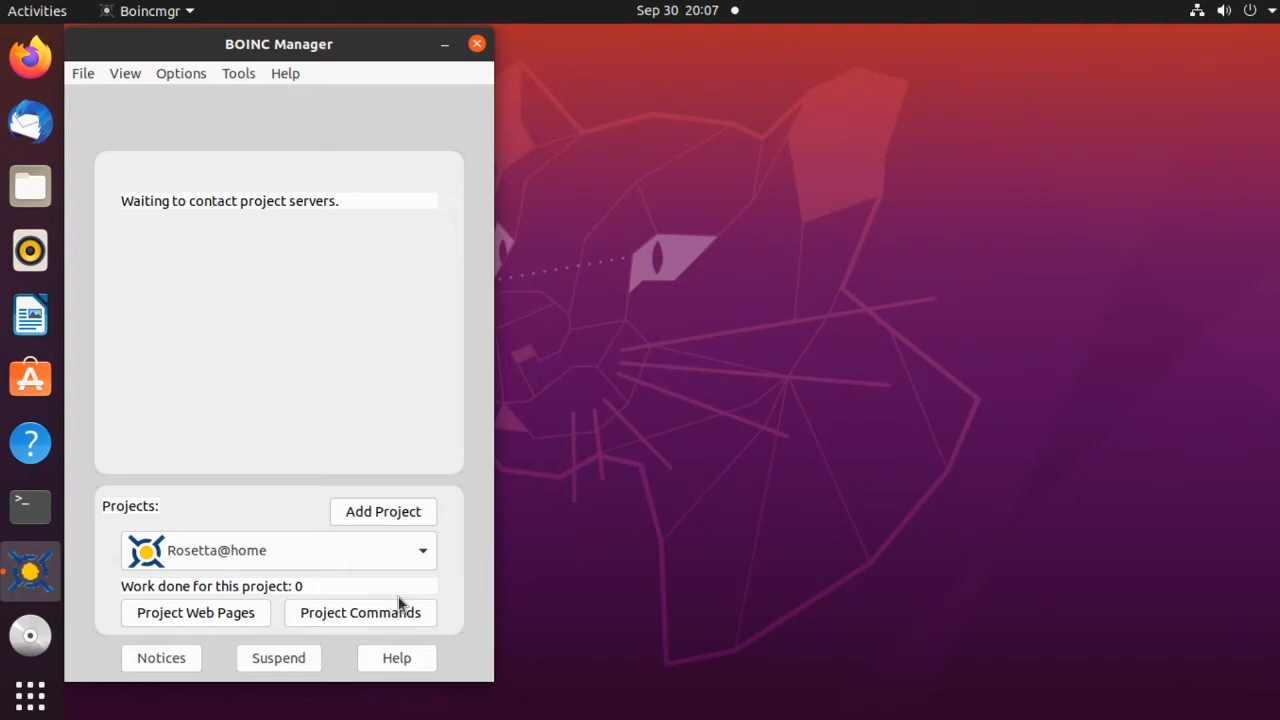 Activities
Boincmgr
Sep 30 20:07
BOINC Manager
File View Options Tools Help
Waiting to contact project servers.
Projects:
Add Project
Rosetta@home
Work done for this project: 0
Project Web Pages
Project Commands
Notices
Suspend
Help
?
>_